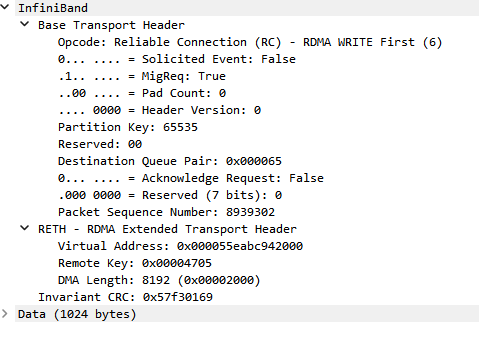 InfiniBand
Base Transport Header
Opcode: Reliable Connection (RC) - RDMA WRITE First (6)
0... .... = Solicited Event: False
.1.. .... = MigReq: True
..00 .... = Pad Count: 0
.... 0000 = Header Version: 0
Partition Key: 65535
Reserved: 00
Destination Queue Pair: 0x000065
0... .... = Acknowledge Request: False
.000 0000 = Reserved (7 bits): 0
Packet Sequence Number: 8939302
RETH - RDMA Extended Transport Header
Virtual Address: 0x000055eabc942000
Remote Key: 0x00004705
DMA Length: 8192 (0x00002000)
Invariant CRC: 0x57f30169
Data (1024 bytes)